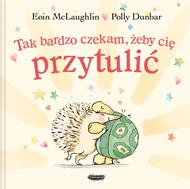 Eoin McLaughlin Polly Dunbar
Tak bardzo czekam, żeby cię
przytulić